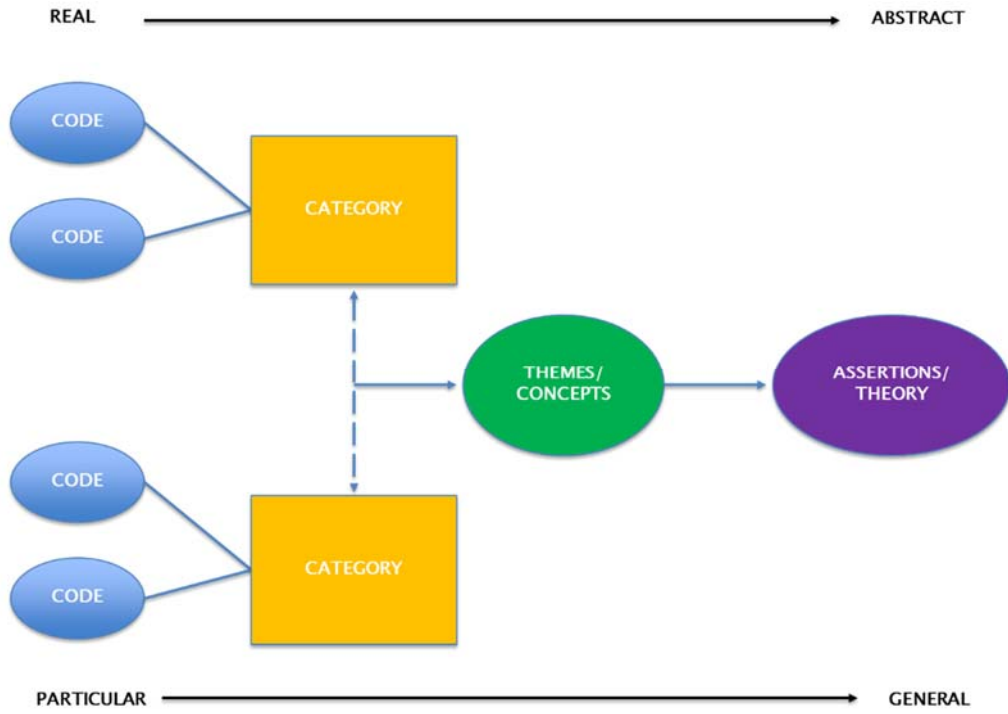 REAL
ABSTRACT
CODE
CODE
CATEGORY
THEMES/
CONCEPTS
ASSERTIONS/
THEORY
CODE
CODE
CATEGORY
PARTICULAR
GENERAL